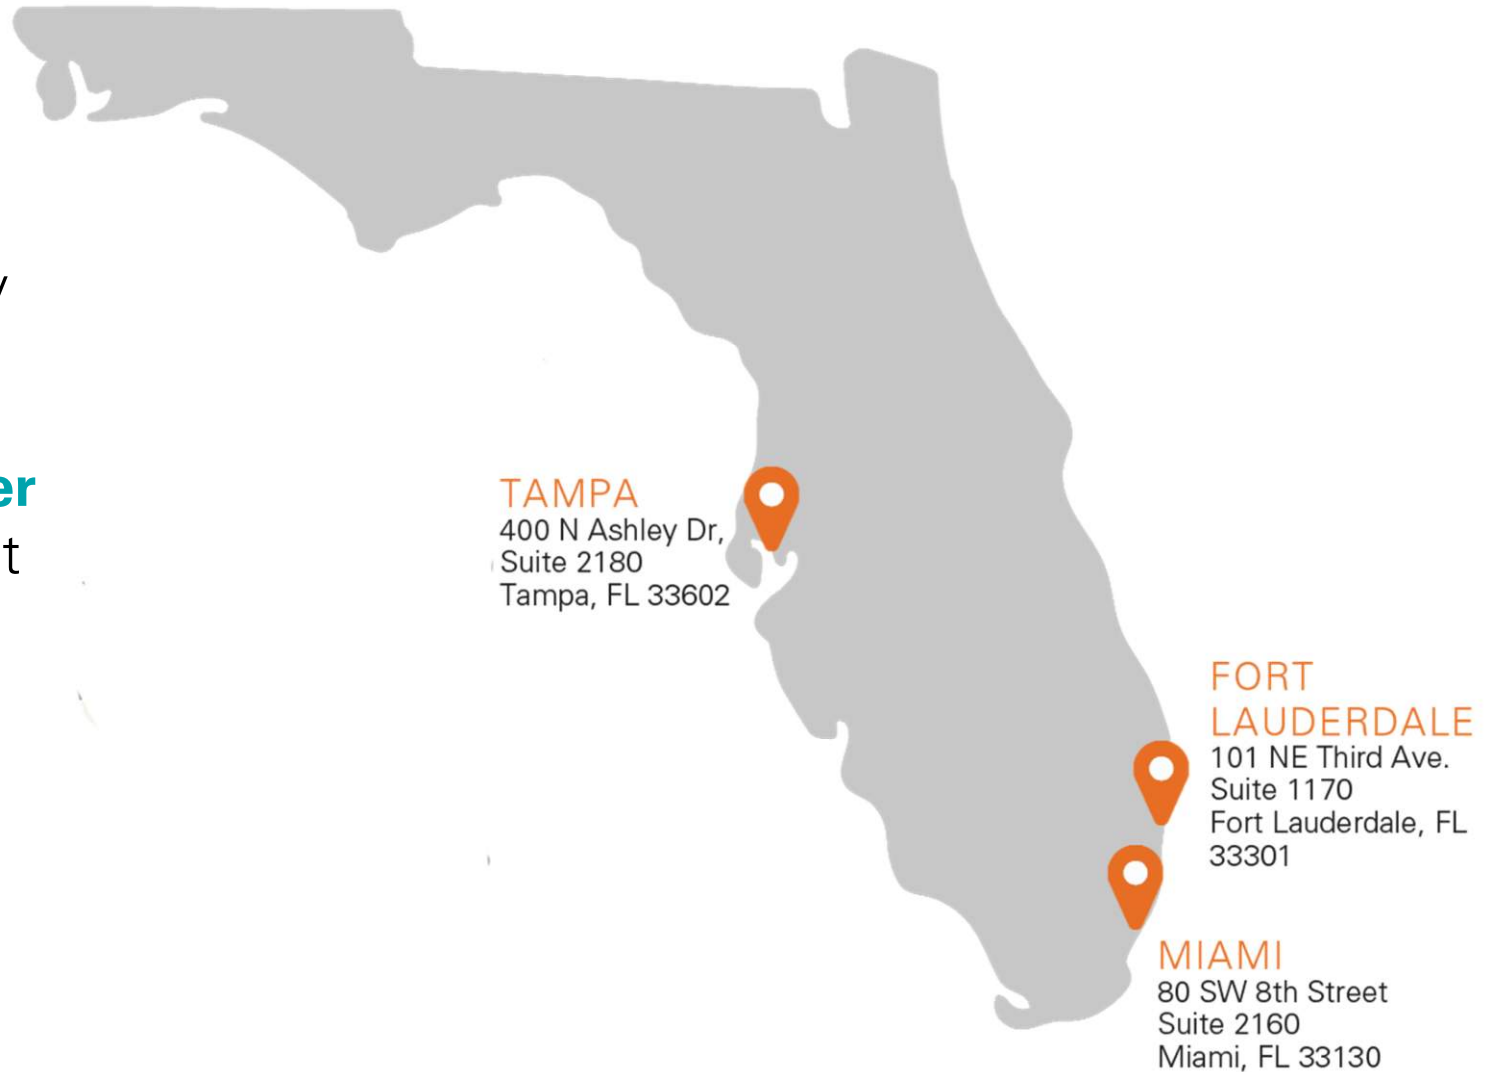 y
er
t
TAMPA
400 N Ashley Dr,
Suite 2180
Tampa, FL 33602
FORT
LAUDERDALE
101 NE Third Ave.
Suite 1170
Fort Lauderdale, FL
33301
MIAMI
80 SW 8th Street
Suite 2160
Miami, FL 33130